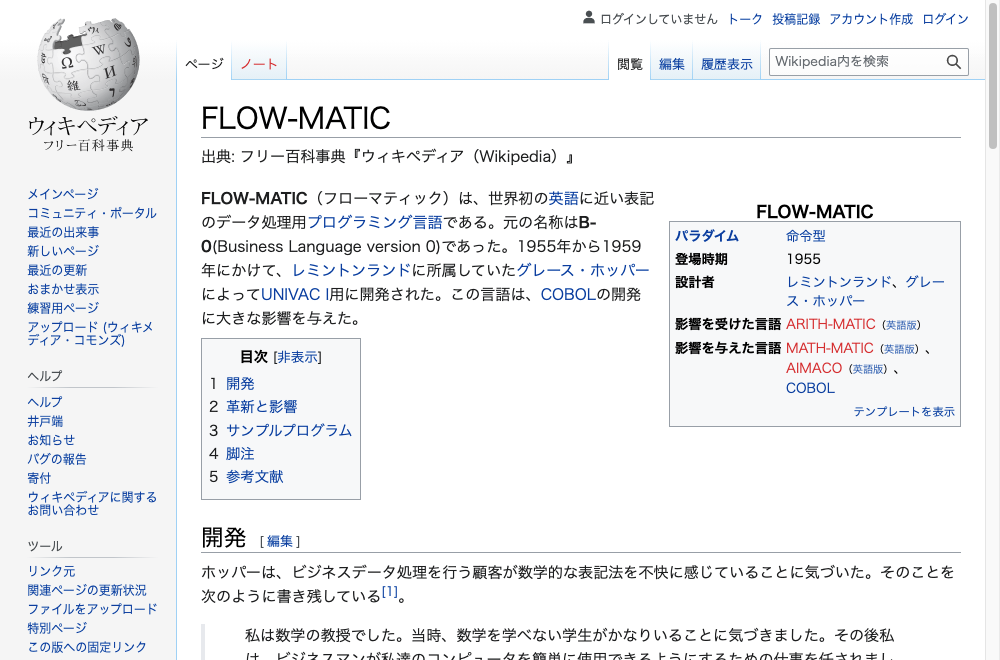 ログインしていません トーク 投稿記録 アカウント作成 ログイン
ページ ノート 閲覧 編集 履歴表示 Wikipedia内を検索
ウィキペディア
フリー百科事典
メインページ
コミュニティ・ポータル
最近の出来事
新しいページ
最近の更新
おまかせ表示
練習用ページ
アップロード (ウィキメ
ディア・コモンズ)
ヘルプ
ヘルプ
井戸端
お知らせ
バグの報告
寄付
ウィキペディアに関する
お問い合わせ
ツール
リンク元
関連ページの更新状況
ファイルをアップロード
特別ページ
この版への固定リンク
FLOW-MATIC
出典: フリー百科事典『ウィキペディア（Wikipedia）』
FLOW-MATIC（フローマティック）は、世界初の英語に近い表記
のデータ処理用プログラミング言語である。元の名称はB-
0(Business Language version 0)であった。1955年から1959
年にかけて、レミントンランドに所属していたグレース・ホッパー
によってUNIVAC I用に開発された。この言語は、COBOLの開発
に大きな影響を与えた。
FLOW-MATIC
パラダイム 命令型
登場時期 1955
設計者 レミントンランド、グレー
ス・ホッパー
影響を受けた言語 ARITH-MATIC（英語版）
影響を与えた言語 MATH-MATIC（英語版）、
AIMACO（英語版）、
COBOL
テンプレートを表示
目次 [非表示]
1 開発
2 革新と影響
3 サンプルプログラム
4 脚注
5 参考文献
開発 [編集]
ホッパーは、ビジネスデータ処理を行う顧客が数学的な表記法を不快に感じていることに気づいた。そのことを
次のように書き残している[1]。
私は数学の教授でした。当時、数学を学べない学生がかなりいることに気づきました。その後私
は、ビジネスマンが私達のコンピュータを簡単に使用できるようにするための仕事を任されまし